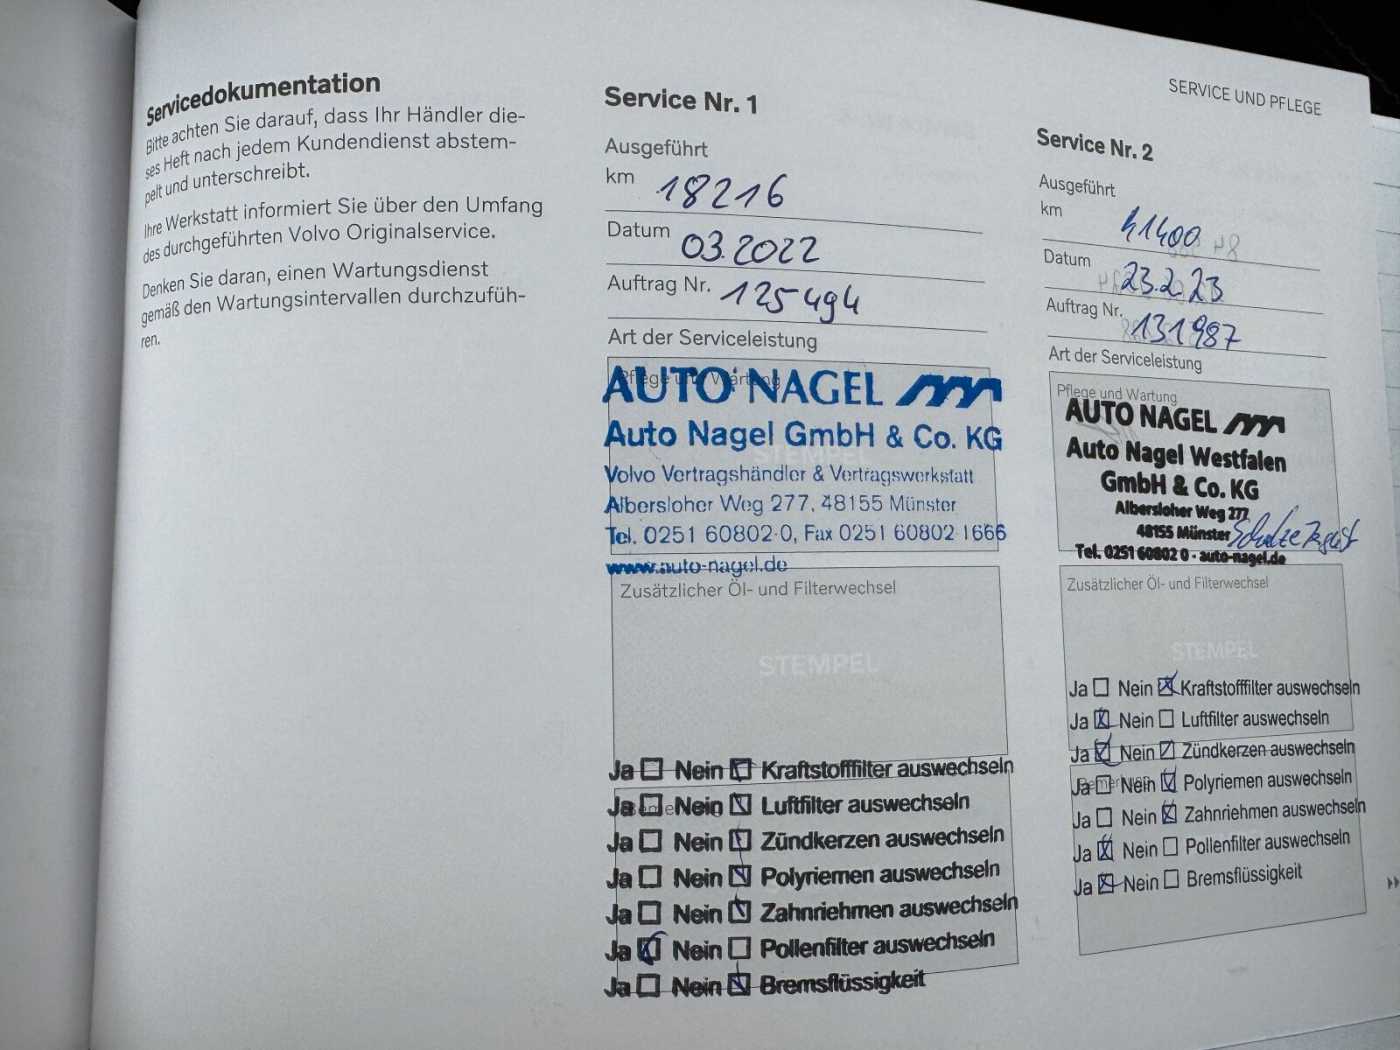 SERVICE UND PFLEGE
Servicedokumentation
Bitte achten Sie darauf, dass Ihr Händler die-
ses Heft nach jedem Kundendienst abstem-
pelt und unterschreibt.
Ihre Werkstatt informiert Sie über den Umfang
des durchgeführten Volvo Originalservice.
Denken Sie daran, einen Wartungsdienst
gemäß den Wartungsintervallen durchzufüh-
ren.
Service Nr. 1
Ausgeführt
km 18216
Datum 03.2022
Auftrag Nr. 125494
Art der Serviceleistung
Pflege und Wartung
AUTO NAGEL
Auto Nagel GmbH & Co. KG
STEMPEL
Volvo Vertragshändler & Vertragswerkstatt
Albersloher Weg 277, 48155 Münster
Tel. 0251 60802-0, Fax 0251 60802 1666
www.auto-nagel.de
Zusätzlicher Öl- und Filterwechsel
STEMPEL
Ja Nein Kraftstofffilter auswechseln
Ja Nein Luftfilter auswechseln
Ja Nein Zündkerzen auswechseln
Ja Nein Polyriemen auswechseln
Ja Nein Zahnriehmen auswechseln
Ja Nein Pollenfilter auswechseln
Ja Nein Bremsflüssigkeit
Service Nr. 2
Ausgeführt
km 41400
Datum 23.2.23
Auftrag Nr. 131987
Art der Serviceleistung
Pflege und Wartung
AUTO NAGEL
Auto Nagel Westfalen
GmbH & Co. KG
Albersloher Weg 277
48155 Münster
Tel. 0251 60802 0 - auto-nagel.de
Zusätzlicher Öl- und Filterwechsel
STEMPEL
Ja Nein Kraftstofffilter auswechseln
Ja Nein Luftfilter auswechseln
Ja Nein Zündkerzen auswechseln
Ja Nein Polyriemen auswechseln
Ja Nein Zahnriehmen auswechseln
Ja Nein Pollenfilter auswechseln
Ja Nein Bremsflüssigkeit